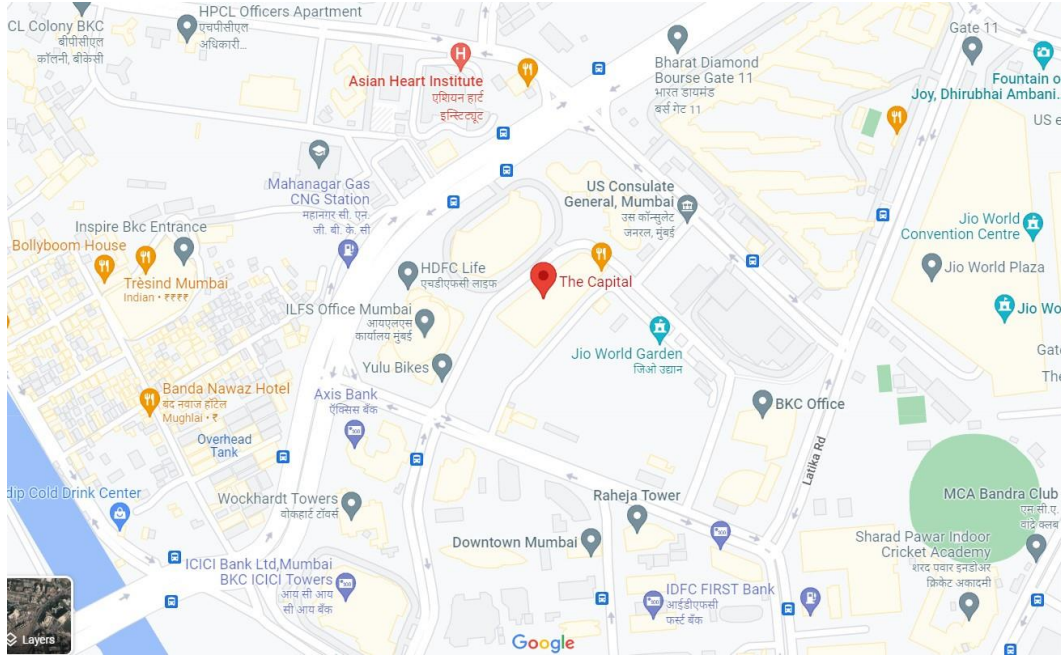 HPCL Officers Apartment
एचपीसीएल
अधिकारी...
CL Colony BKC
बीपीसीएल
कॉलनी, बीकेसी
Asian Heart Institute
एशियन हार्ट
इन्स्टिट्यूट
Bharat Diamond
Bourse Gate 11
भारत डायमंड
बर्स गेट 11
Gate 11
Fountain o
Joy, Dhirubhai Ambani.
US e
Mahanagar Gas
CNG Station
महानगर सी. एन.
जी. बी. के. सी
US Consulate
General, Mumbai
उस कॉन्सुलेट
जनरल, मुंबई
Inspire Bkc Entrance
Bollyboom House
Trèsind Mumbai
Indian • ₹₹₹₹
HDFC Life
एचडीएफसी लाइफ
The Capital
Jio World
Convention Centre
Jio World Plaza
Jio Wo
ILFS Office Mumbai
आयएलएस
कार्यालय मुंबई
Jio World Garden
जिओ उद्यान
Yulu Bikes
Gate
The
Banda Nawaz Hotel
बंद नवाज हॉटेल
Mughlai • ₹
Axis Bank
ऐक्सिस बैंक
BKC Office
Overhead
Tank
Latika Rd
dip Cold Drink Center
Wockhardt Towers
वोकहार्ट टॉवर्स
Raheja Tower
MCA Bandra Club
एम सी.ए.
वांद्रे क्लब
Downtown Mumbai
Sharad Pawar Indoor
Cricket Academy
शरद पवार इनडोअर
क्रिकेट अकादमी
ICICI Bank Ltd,Mumbai
BKC ICICI Towers
आय सी आय
सी आय बँक
IDFC FIRST Bank
आईडीएफसी
फर्स्ट बँक
Layers
Google